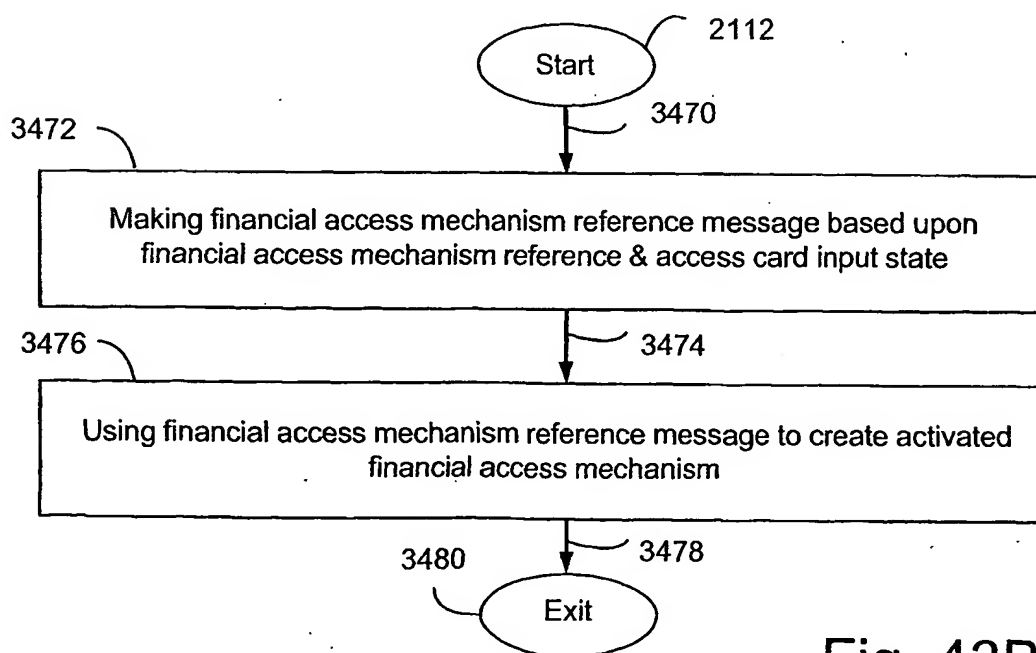 2112
Start
3470
3472
Making financial access mechanism reference message based upon
financial access mechanism reference & access card input state
3474
3476
Using financial access mechanism reference message to create activated
financial access mechanism
3478
3480
Exit